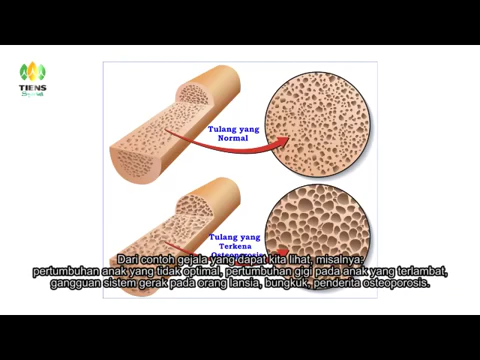 TIENS
Tulang yang
Normal
Tulang yang
Terkena
Osteoporosis
Dari contoh gejala yang dapat kita lihat, misalnya:
pertumbuhan anak yang tidak optimal, pertumbuhan gigi pada anak yang terlambat,
gangguan sistem gerak pada orang lansia, bungkuk, penderita osteoporosis.